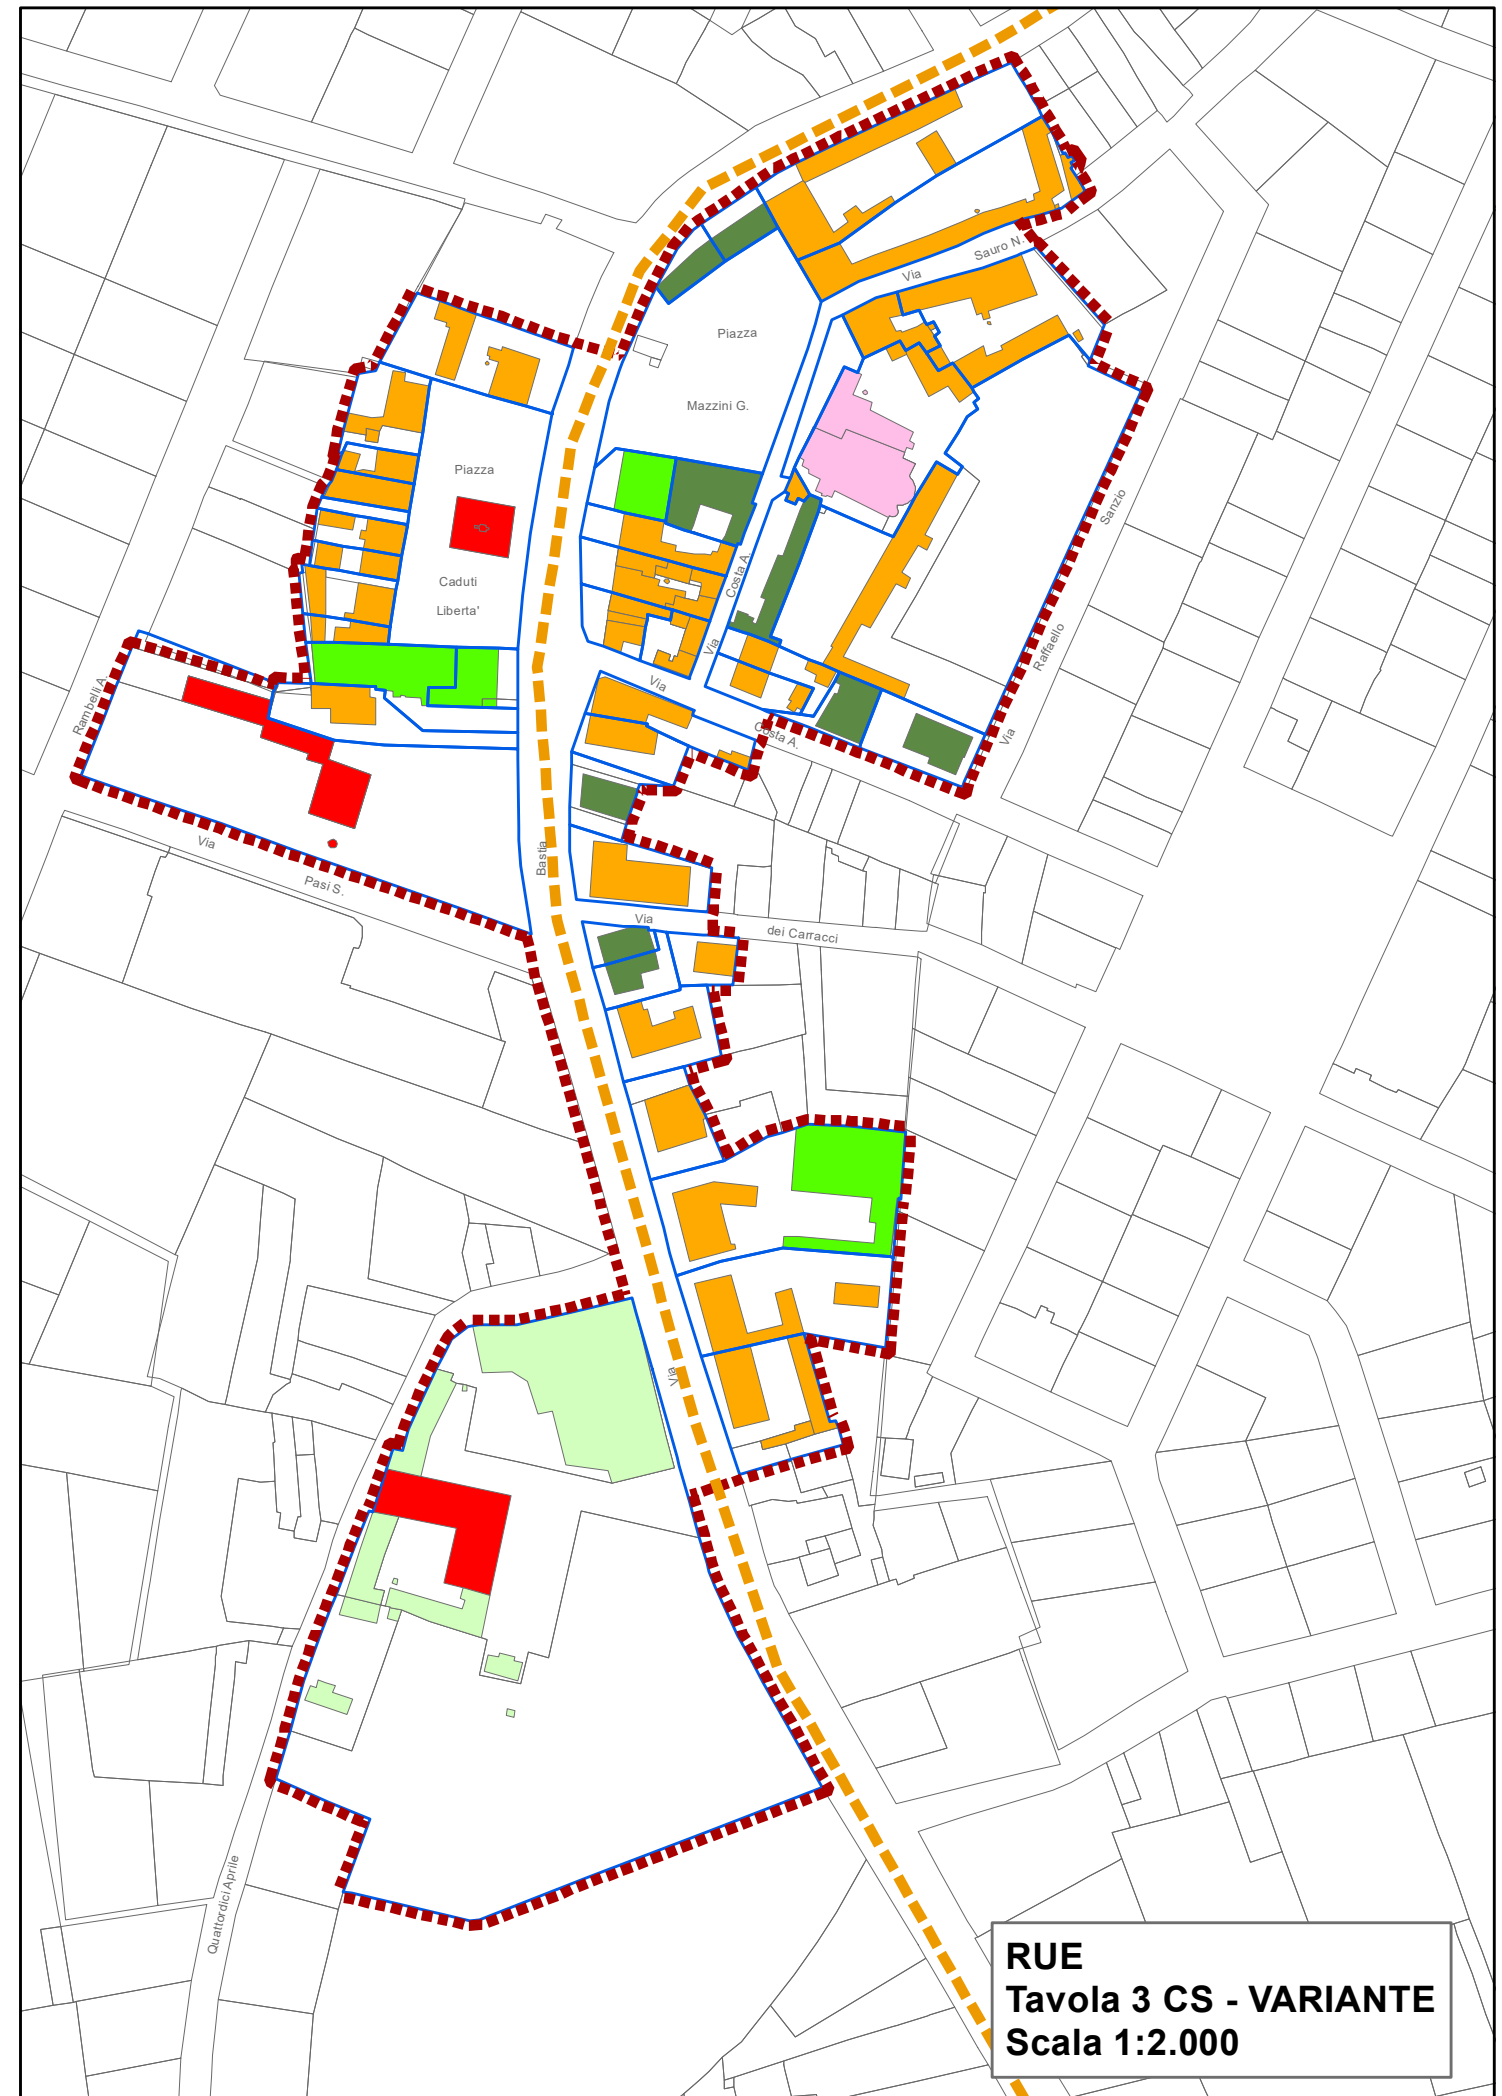 Via
Sauro N.
Piazza
Mazzini G.
Piazza
Caduti
Liberta'
Sanzio
Raffaello
Via
Costa A.
Via
Via
Costa A.
Rambelli A.
Via
Pasi S.
Bastia
Via
dei Carracci
Via
Quattordici Aprile
RUE
Tavola 3 CS - VARIANTE
Scala 1:2.000